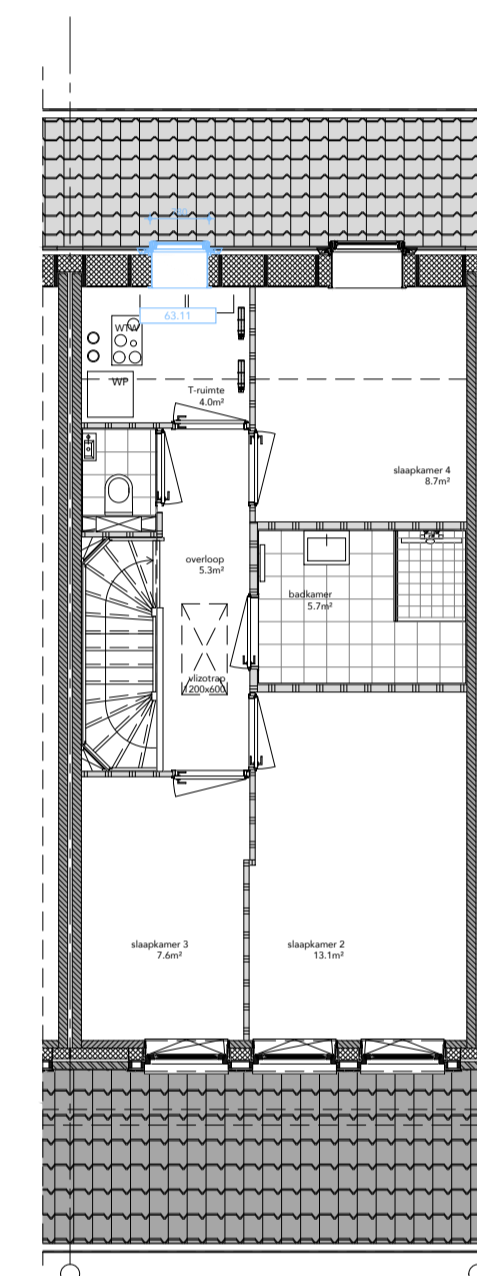 63.11
WTW
WP
T-ruimte
4.0m²
slaapkamer 4
8.7m²
overloop
5.3m²
badkamer
5.7m²
vlizotrap
1200x600
slaapkamer 3
7.6m²
slaapkamer 2
13.1m²